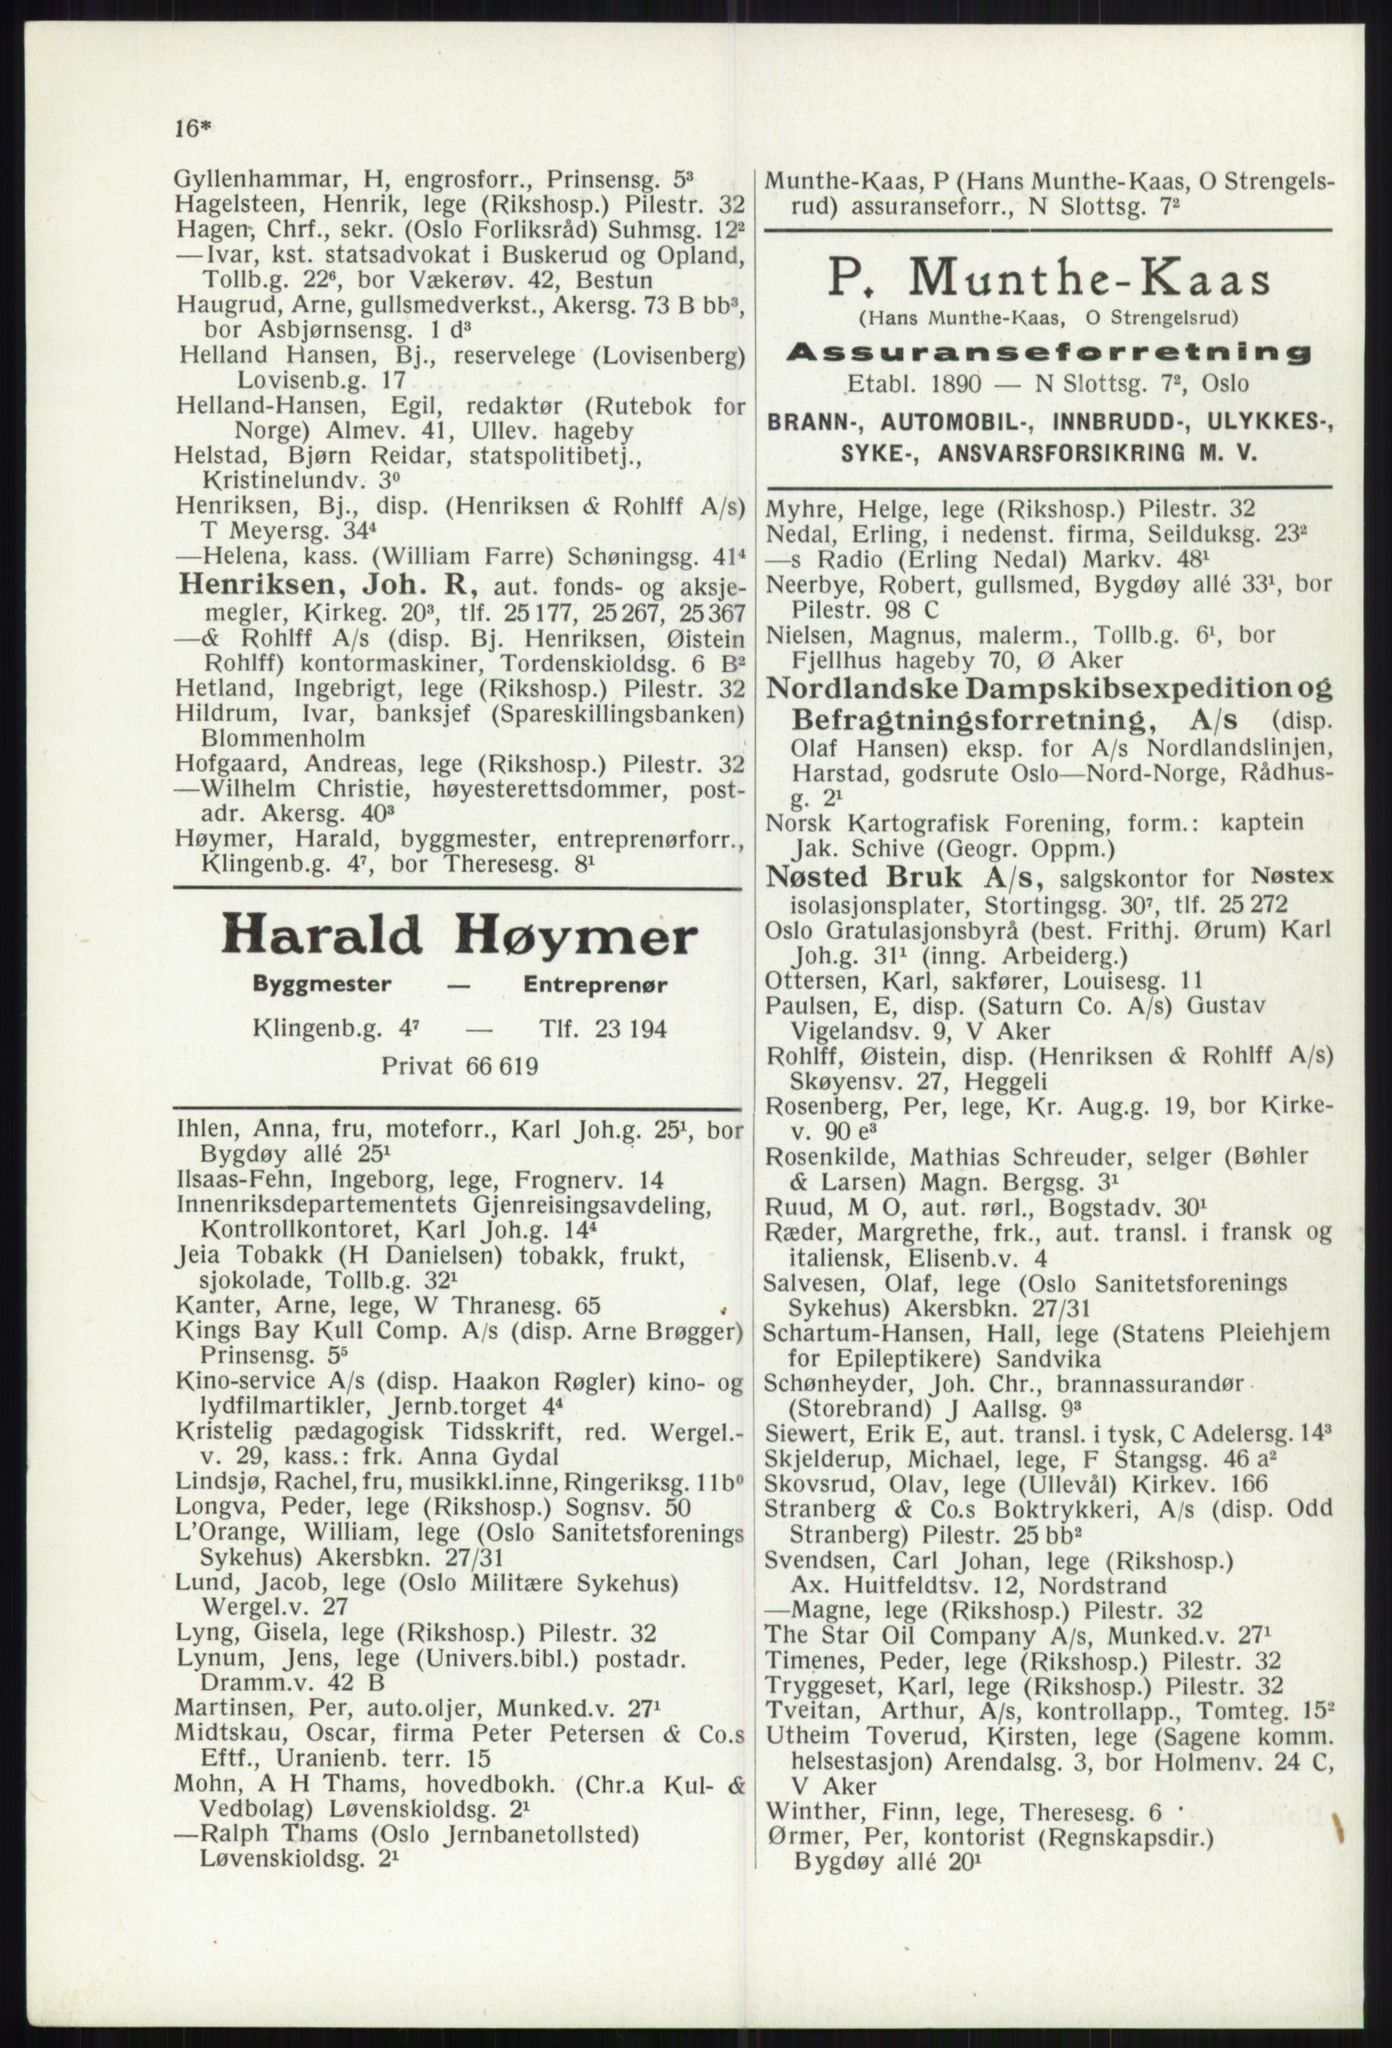 16*
Gyllenhammar, H, engrosforr., Prinsensg. 5³
Hagelsteen, Henrik, lege (Rikshosp.) Pilestr. 32
Hagen, Chrf., sekr. (Oslo Forliksråd) Suhmsg. 12²
—Ivar, kst. statsadvokat i Buskerud og Opland,
Tollb.g. 22⁶, bor Vækerøv. 42, Bestun
Haugrud, Arne, gullsmedverkst., Akersg. 73 B bb³,
bor Asbjørnsensg. 1 d³
Helland Hansen, Bj., reservelege (Lovisenberg)
Lovisenb.g. 17
Helland-Hansen, Egil, redaktør (Rutebok for
Norge) Almev. 41, Ullev. hageby
Helstad, Bjørn Reidar, statspolitibetj.,
Kristinelundv. 3⁰
Henriksen, Bj., disp. (Henriksen & Rohlff A/s)
T Meyersg. 34⁴
—Helena, kass. (William Farre) Schøningsg. 41⁴
Henriksen, Joh. R, aut. fonds- og aksje-
megler, Kirkeg. 20³, tlf. 25 177, 25 267, 25 367
—& Rohlff A/s (disp. Bj. Henriksen, Øistein
Rohlff) kontormaskiner, Tordenskioldsg. 6 B²
Hetland, Ingebrigt, lege (Rikshosp.) Pilestr. 32
Hildrum, Ivar, banksjef (Spareskillingsbanken)
Blommenholm
Hofgaard, Andreas, lege (Rikshosp.) Pilestr. 32
—Wilhelm Christie, høyesterettsdommer, post-
adr. Akersg. 40³
Høymer, Harald, byggmester, entreprenørforr.,
Klingenb.g. 4⁷, bor Theresesg. 8¹
Harald Høymer
Byggmester — Entreprenør
Klingenb.g. 4⁷ — Tlf. 23 194
Privat 66 619
Ihlen, Anna, fru, moteforr., Karl Joh.g. 25¹, bor
Bygdøy allé 25¹
Ilsaas-Fehn, Ingeborg, lege, Frognerv. 14
Innenriksdepartementets Gjenreisingsavdeling,
Kontrollkontoret, Karl Joh.g. 14⁴
Jeia Tobakk (H Danielsen) tobakk, frukt,
sjokolade, Tollb.g. 32¹
Kanter, Arne, lege, W Thranesg. 65
Kings Bay Kull Comp. A/s (disp. Arne Brøgger)
Prinsensg. 5⁵
Kino-service A/s (disp. Haakon Røgler) kino- og
lydfilmartikler, Jernb.torget 4⁴
Kristelig pædagogisk Tidsskrift, red. Wergel.-
v. 29, kass.: frk. Anna Gydal
Lindsjø, Rachel, fru, musikkl.inne, Ringeriksg. 11b⁰
Longva, Peder, lege (Rikshosp.) Sognsv. 50
L'Orange, William, lege (Oslo Sanitetsforenings
Sykehus) Akersbkn. 27/31
Lund, Jacob, lege (Oslo Militære Sykehus)
Wergel.v. 27
Lyng, Gisela, lege (Rikshosp.) Pilestr. 32
Lynum, Jens, lege (Univers.bibl.) postadr.
Dramm.v. 42 B
Martinsen, Per, auto.oljer, Munked.v. 27¹
Midtskau, Oscar, firma Peter Petersen & Co.s
Eftf., Uranienb. terr. 15
Mohn, A H Thams, hovedbokh. (Chr.a Kul- &
Vedbolag) Løvenskioldsg. 2¹
—Ralph Thams (Oslo Jernbanetollsted)
Løvenskioldsg. 2¹
Munthe-Kaas, P (Hans Munthe-Kaas, O Strengels-
rud) assuranseforr., N Slottsg. 7²
P. Munthe-Kaas
(Hans Munthe-Kaas, O Strengelsrud)
Assuranseforretning
Etabl. 1890 — N Slottsg. 7², Oslo
BRANN-, AUTOMOBIL-, INNBRUDD-, ULYKKES-,
SYKE-, ANSVARSFORSIKRING M. V.
Myhre, Helge, lege (Rikshosp.) Pilestr. 32
Nedal, Erling, i nedenst. firma, Seilduksg. 23²
—s Radio (Erling Nedal) Markv. 48¹
Neerbye, Robert, gullsmed, Bygdøy allé 33¹, bor
Pilestr. 98 C
Nielsen, Magnus, malerm., Tollb.g. 6¹, bor
Fjellhus hageby 70, Ø Aker
Nordlandske Dampskibsexpedition og
Befragtningsforretning, A/s (disp.
Olaf Hansen) eksp. for A/s Nordlandslinjen,
Harstad, godsrute Oslo—Nord-Norge, Rådhus-
g. 2¹
Norsk Kartografisk Forening, form.: kaptein
Jak. Schive (Geogr. Oppm.)
Nøsted Bruk A/s, salgskontor for Nøstex
isolasjonsplater, Stortingsg. 30⁷, tlf. 25 272
Oslo Gratulasjonsbyrå (best. Frithj. Ørum) Karl
Joh.g. 31¹ (inng. Arbeiderg.)
Ottersen, Karl, sakfører, Louisesg. 11
Paulsen, E, disp. (Saturn Co. A/s) Gustav
Vigelandsv. 9, V Aker
Rohlff, Øistein, disp. (Henriksen & Rohlff A/s)
Skøyensv. 27, Heggeli
Rosenberg, Per, lege, Kr. Aug.g. 19, bor Kirke-
v. 90 e³
Rosenkilde, Mathias Schreuder, selger (Bøhler
& Larsen) Magn. Bergsg. 3¹
Ruud, M O, aut. rørl., Bogstadv. 30¹
Ræder, Margrethe, frk., aut. transl. i fransk og
italiensk, Elisenb.v. 4
Salvesen, Olaf, lege (Oslo Sanitetsforenings
Sykehus) Akersbkn. 27/31
Schartum-Hansen, Hall, lege (Statens Pleiehjem
for Epileptikere) Sandvika
Schønheyder, Joh. Chr., brannassurandør
(Storebrand) J Aallsg. 9³
Siewert, Erik E, aut. transl. i tysk, C Adelersg. 14³
Skjelderup, Michael, lege, F Stangsg. 46 a²
Skovsrud, Olav, lege (Ullevål) Kirkev. 166
Stranberg & Co.s Boktrykkeri, A/s (disp. Odd
Stranberg) Pilestr. 25 bb²
Svendsen, Carl Johan, lege (Rikshosp.)
Ax. Huitfeldtsv. 12, Nordstrand
—Magne, lege (Rikshosp.) Pilestr. 32
The Star Oil Company A/s, Munked.v. 27¹
Timenes, Peder, lege (Rikshosp.) Pilestr. 32
Tryggeset, Karl, lege (Rikshosp.) Pilestr. 32
Tveitan, Arthur, A/s, kontrollapp., Tomteg. 15²
Utheim Toverud, Kirsten, lege (Sagene komm.
helsestasjon) Arendalsg. 3, bor Holmenv. 24 C,
V Aker
Winther, Finn, lege, Theresesg. 6
Ørmer, Per, kontorist (Regnskapsdir.)
Bygdøy allé 20¹